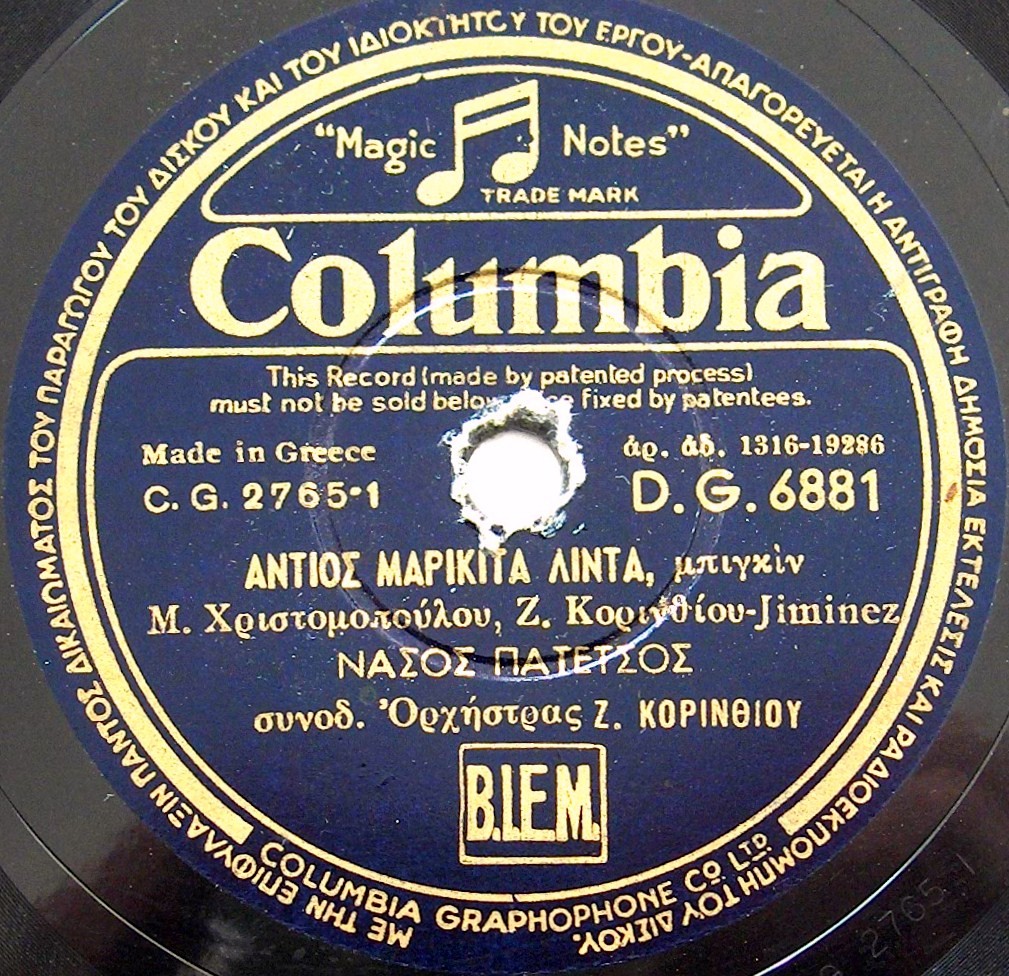 ΜΕ ΤΗΝ ΕΠΙΦΥΛΑΞΙΝ ΠΑΝΤΟΣ ΔΙΚΑΙΩΜΑΤΟΣ ΤΟΥ ΠΑΡΑΓΩΓΟΥ ΤΟΥ ΔΙΣΚΟΥ ΚΑΙ ΤΟΥ ΙΔΙΟΚΤΗΤΟΥ ΤΟΥ ΕΡΓΟΥ-ΑΠΑΓΟΡΕΥΕΤΑΙ Η ΑΝΤΙΓΡΑΦΗ ΔΗΜΟΣΙΑ ΕΚΤΕΛΕΣΙΣ ΚΑΙ ΡΑΔΙΟΕΚΠΟΜΠΗ ΤΟΥ ΔΙΣΚΟΥ.
"Magic Notes"
TRADE MARK
Columbia
This Record (made by patented process)
must not be sold below fixed by patentees.
Made in Greece
ἀρ. ἀδ. 1316-19286
C. G. 2765-1
D. G. 6881
ΑΝΤΙΟΣ ΜΑΡΙΚΙΤΑ ΛΙΝΤΑ, μπιγκὶν
Μ. Χριστομοπούλου, Ζ. Κορινθίου-Jiminez
ΝΑΣΟΣ ΠΑΤΕΤΣΟΣ
συνοδ. Ὀρχήστρας Ζ. ΚΟΡΙΝΘΙΟΥ
B.I.E.M.
COLUMBIA GRAPHOPHONE CO LTD.
2765-1